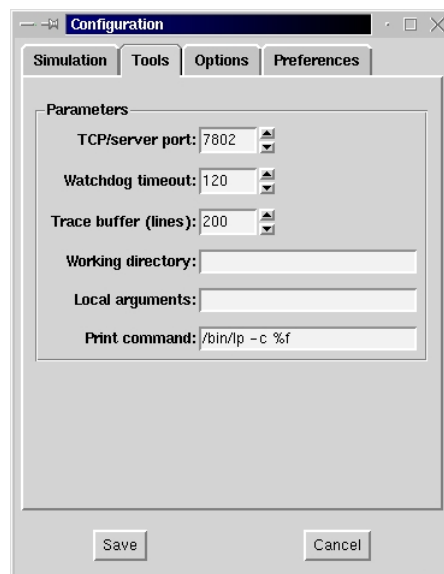 Configuration
Simulation Tools Options Preferences
Parameters
TCP/server port: 7802
Watchdog timeout: 120
Trace buffer (lines): 200
Working directory:
Local arguments:
Print command: /bin/lp -c %f
Save Cancel